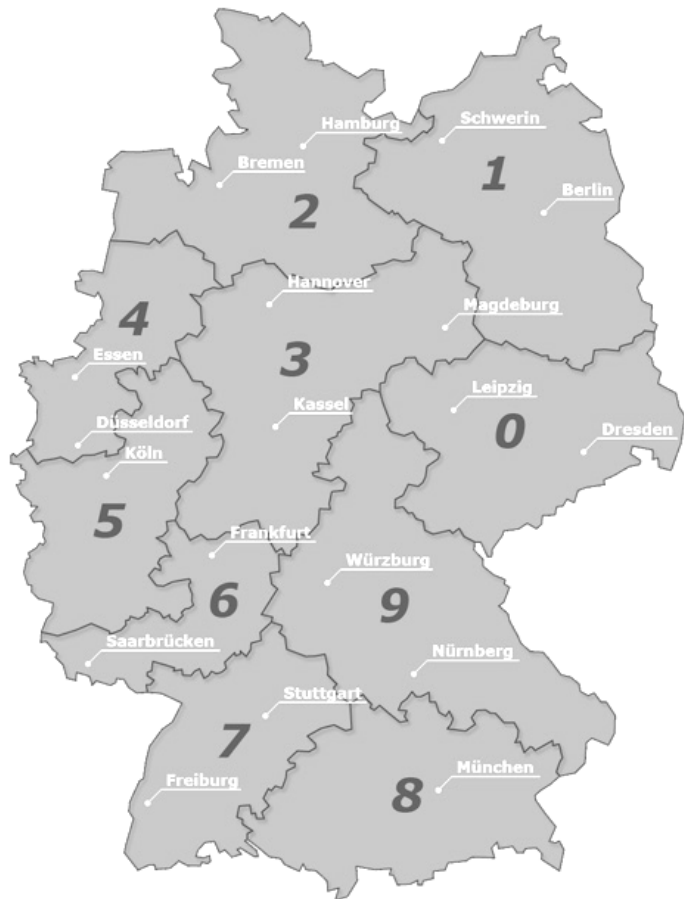 Hamburg
Schwerin
Bremen
1
Berlin
2
Hannover
4
Magdeburg
Essen
3
Leipzig
Düsseldorf
Kassel
0
Dresden
Köln
5
Frankfurt
Würzburg
6
9
Saarbrücken
Nürnberg
Stuttgart
7
München
Freiburg
8